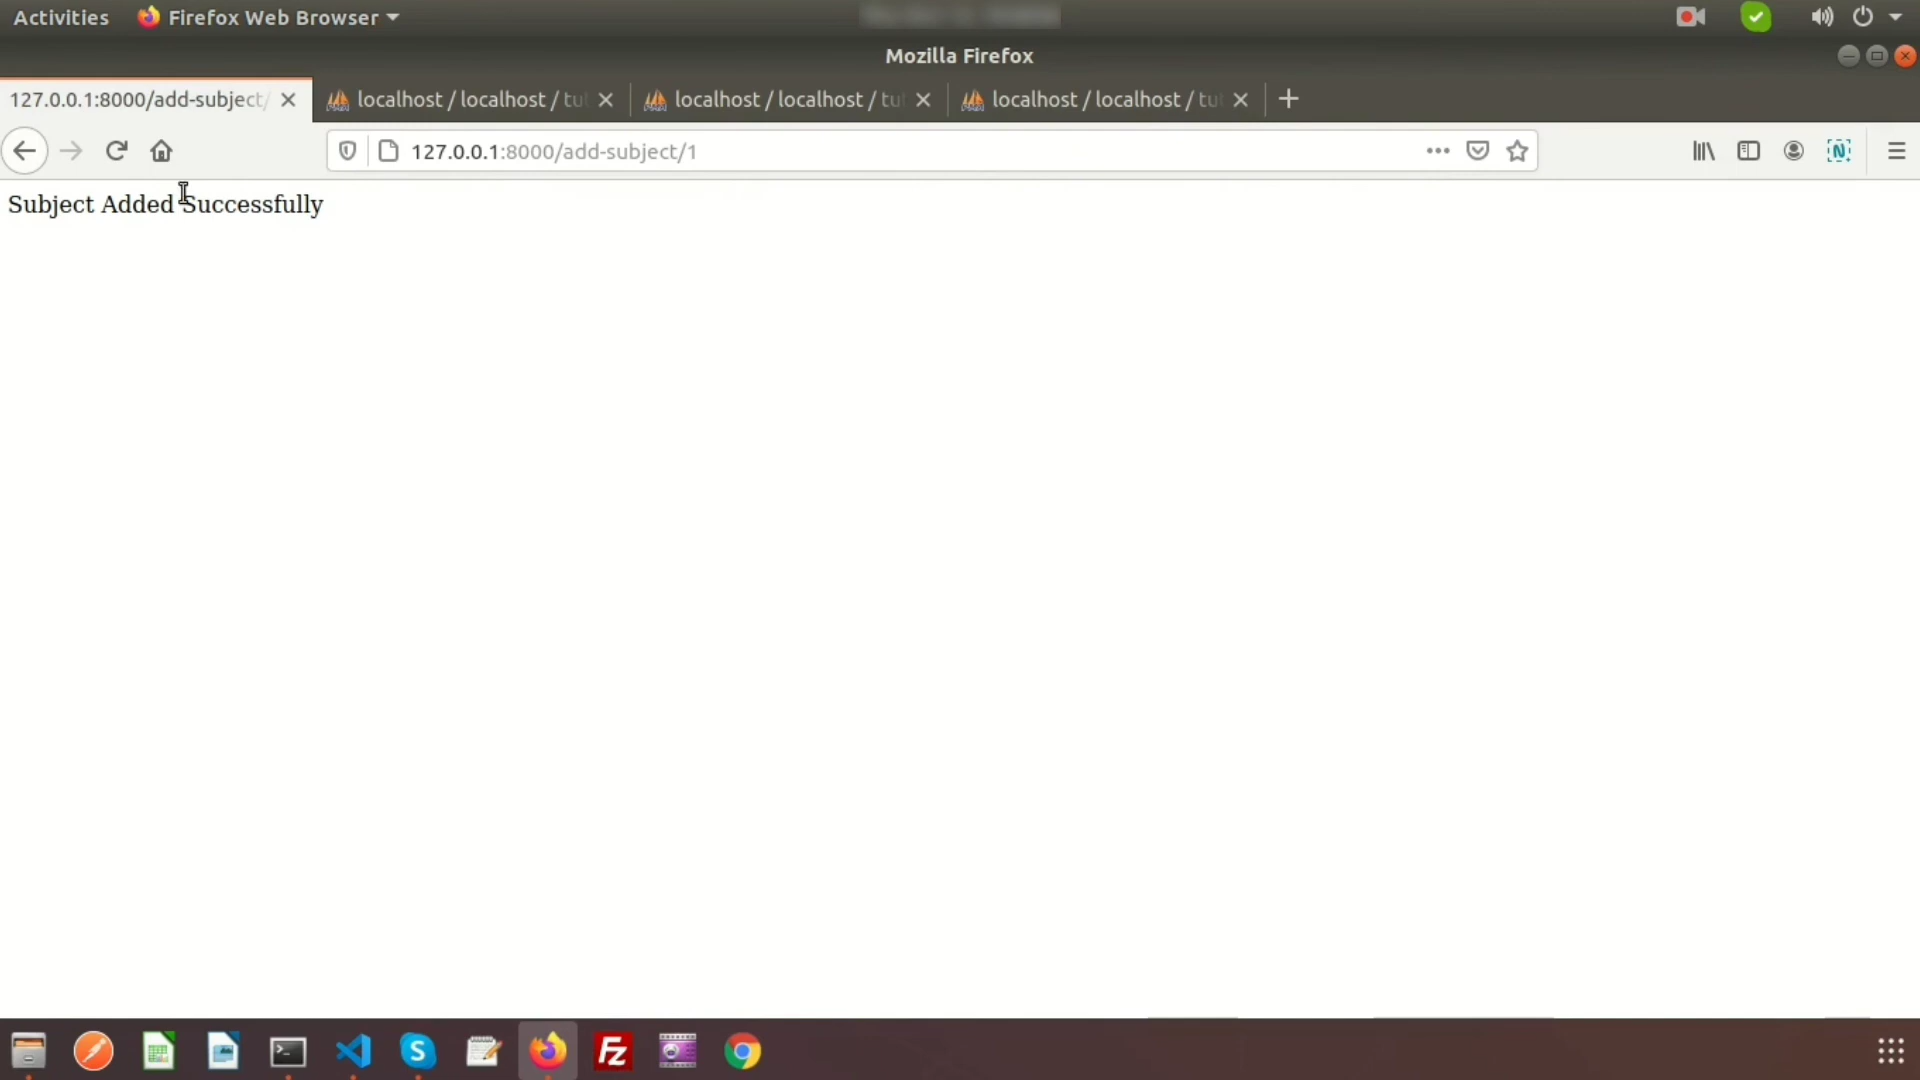 Activities Firefox Web Browser
Mozilla Firefox
127.0.0.1:8000/add-subject/ localhost / localhost / tu localhost / localhost / tu localhost / localhost / tu
127.0.0.1:8000/add-subject/1
Subject Added Successfully